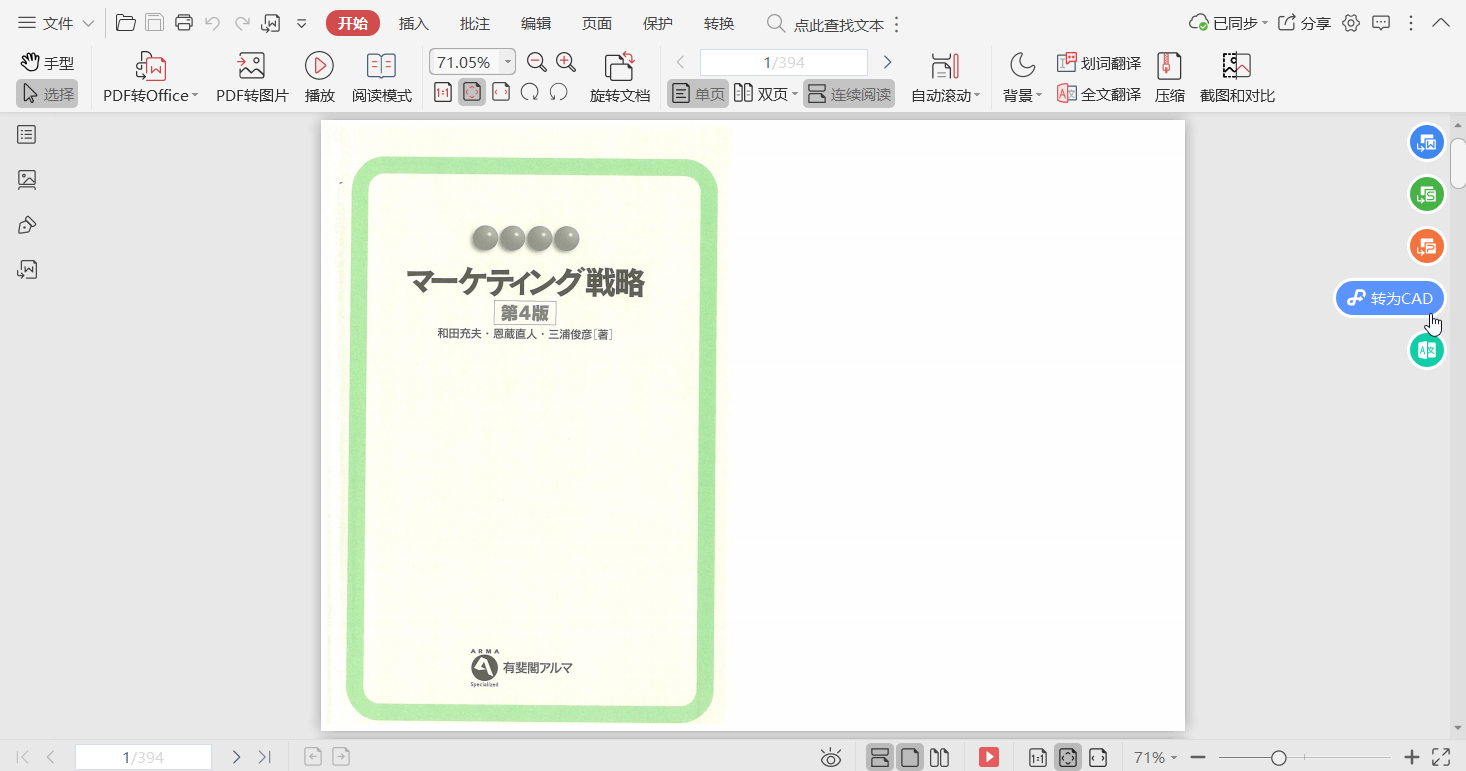 文件
开始
插入
批注
编辑
页面
保护
转换
点此查找文本
已同步
分享
手型
选择
PDF转Office
PDF转图片
播放
阅读模式
71.05%
1:1
旋转文档
1/394
单页
双页
连续阅读
自动滚动
背景
划词翻译
全文翻译
压缩
截图和对比
マーケティング戦略
第4版
和田充夫・恩蔵直人・三浦俊彦[著]
ARMA
Specialized
有斐閣アルマ
转为CAD
1/394
1:1
71%